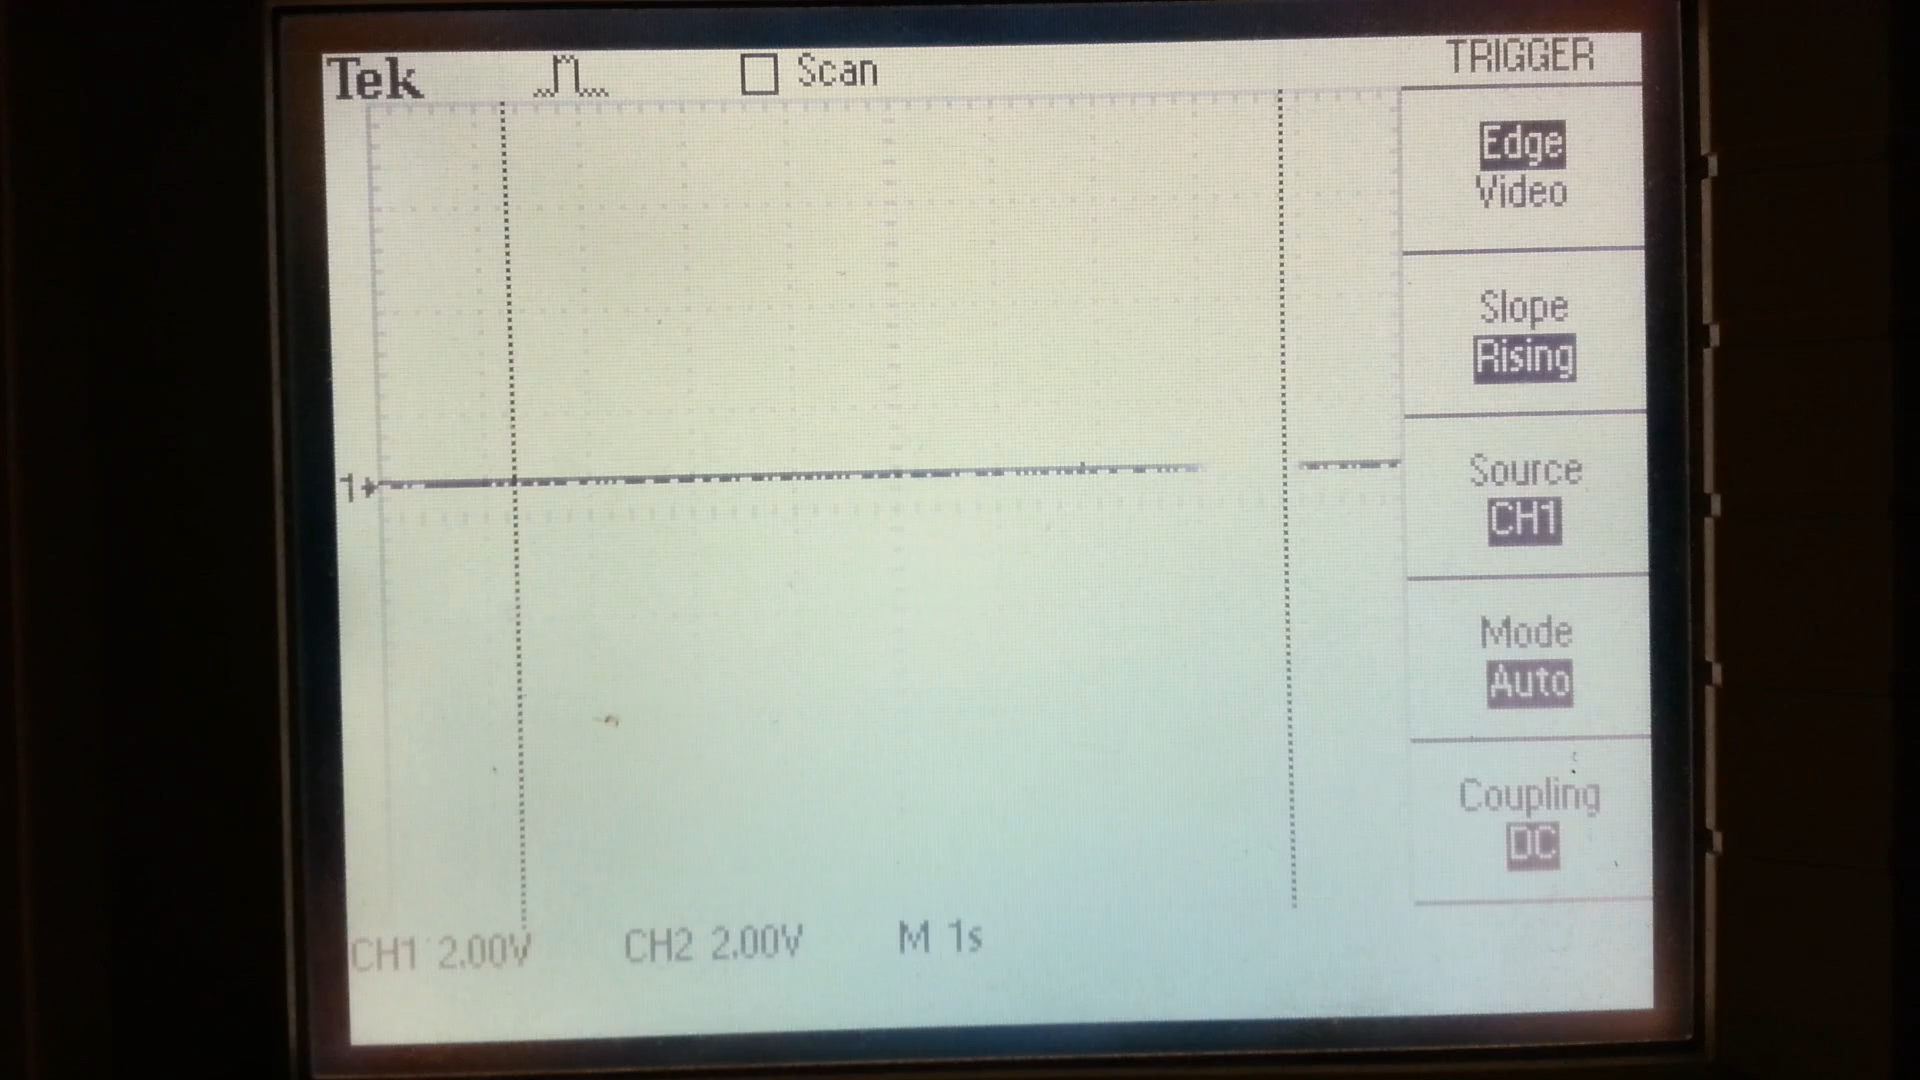 Tek Scan TRIGGER
Edge
Video
Slope
Rising
Source
CH1
1
Mode
Auto
Coupling
DC
CH1 2.00V CH2 2.00V M 1s